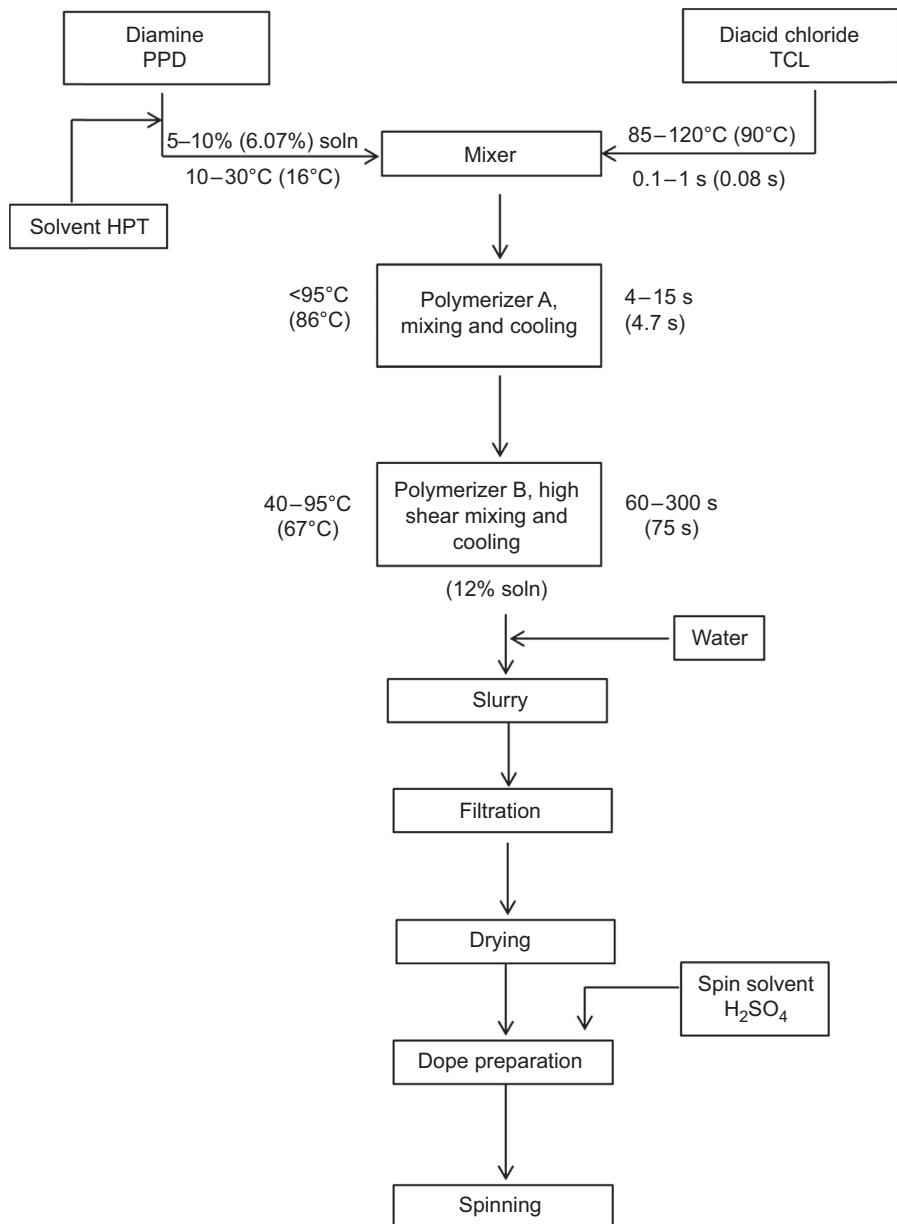 Diamine
PPD
Diacid chloride
TCL
5–10% (6.07%) soln
10–30°C (16°C)
Mixer
85–120°C (90°C)
0.1–1 s (0.08 s)
Solvent HPT
<95°C
(86°C)
Polymerizer A,
mixing and cooling
4–15 s
(4.7 s)
40–95°C
(67°C)
Polymerizer B, high
shear mixing and
cooling
60–300 s
(75 s)
(12% soln)
Water
Slurry
Filtration
Drying
Spin solvent
H₂SO₄
Dope preparation
Spinning